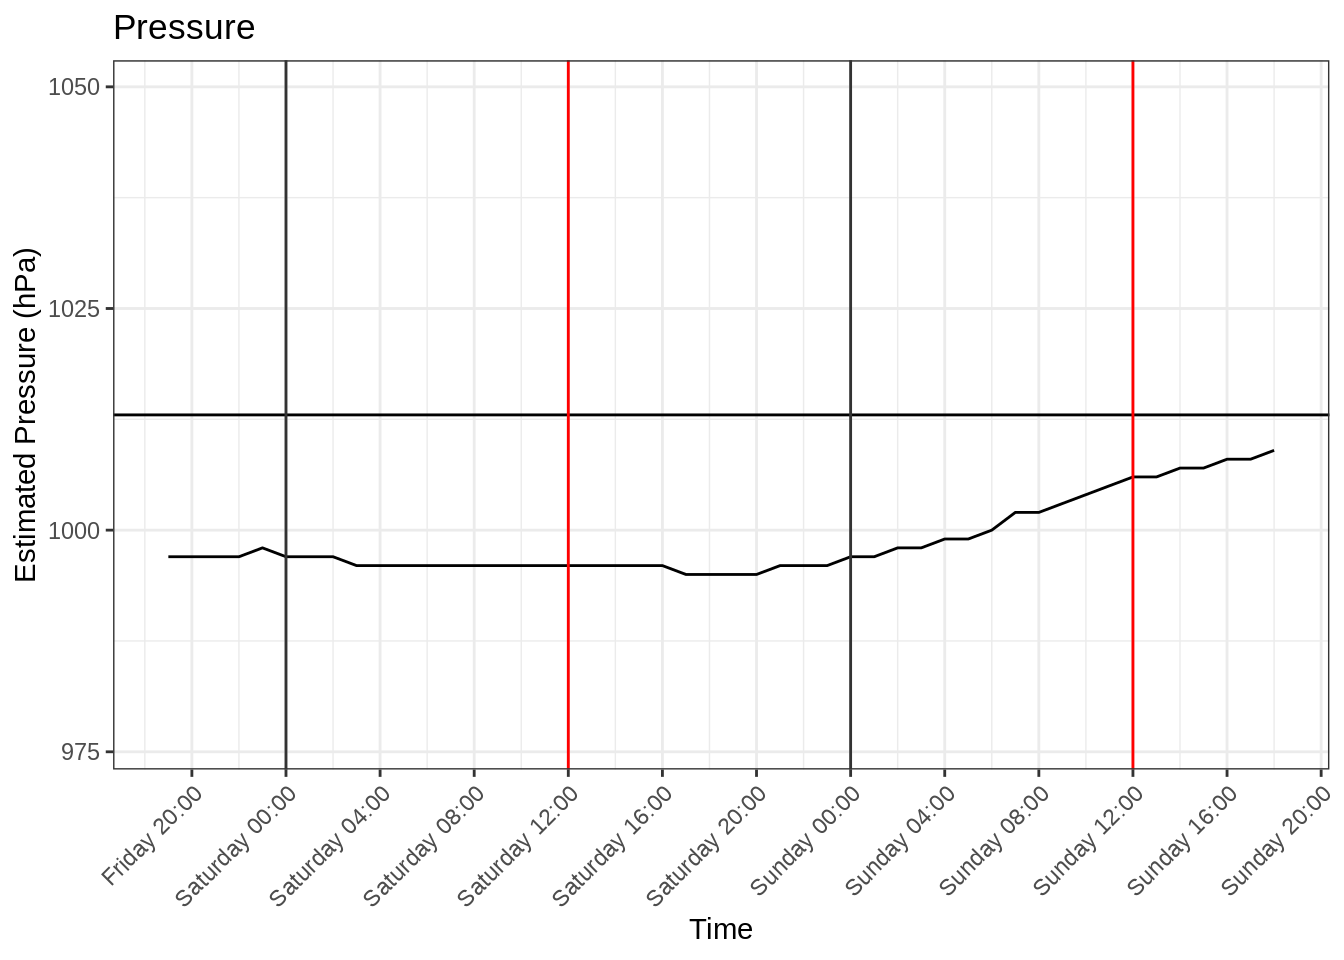 Pressure
Estimated Pressure (hPa)
1050
1025
1000
975
Friday 20:00
Saturday 00:00
Saturday 04:00
Saturday 08:00
Saturday 12:00
Saturday 16:00
Saturday 20:00
Sunday 00:00
Sunday 04:00
Sunday 08:00
Sunday 12:00
Sunday 16:00
Sunday 20:00
Time